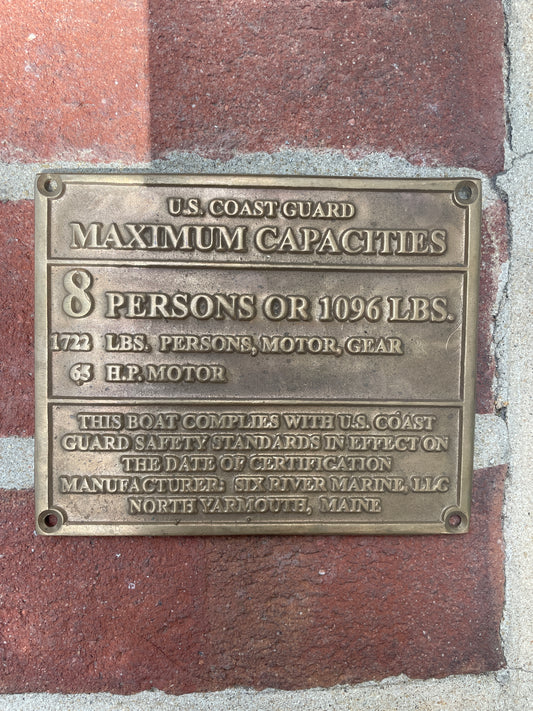 U.S. COAST GUARD
MAXIMUM CAPACITIES
8 PERSONS OR 1096 LBS.
1722 LBS. PERSONS, MOTOR, GEAR
65 H.P. MOTOR
THIS BOAT COMPLIES WITH U.S. COAST
GUARD SAFETY STANDARDS IN EFFECT ON
THE DATE OF CERTIFICATION
MANUFACTURER: SIX RIVER MARINE, LLC
NORTH YARMOUTH, MAINE